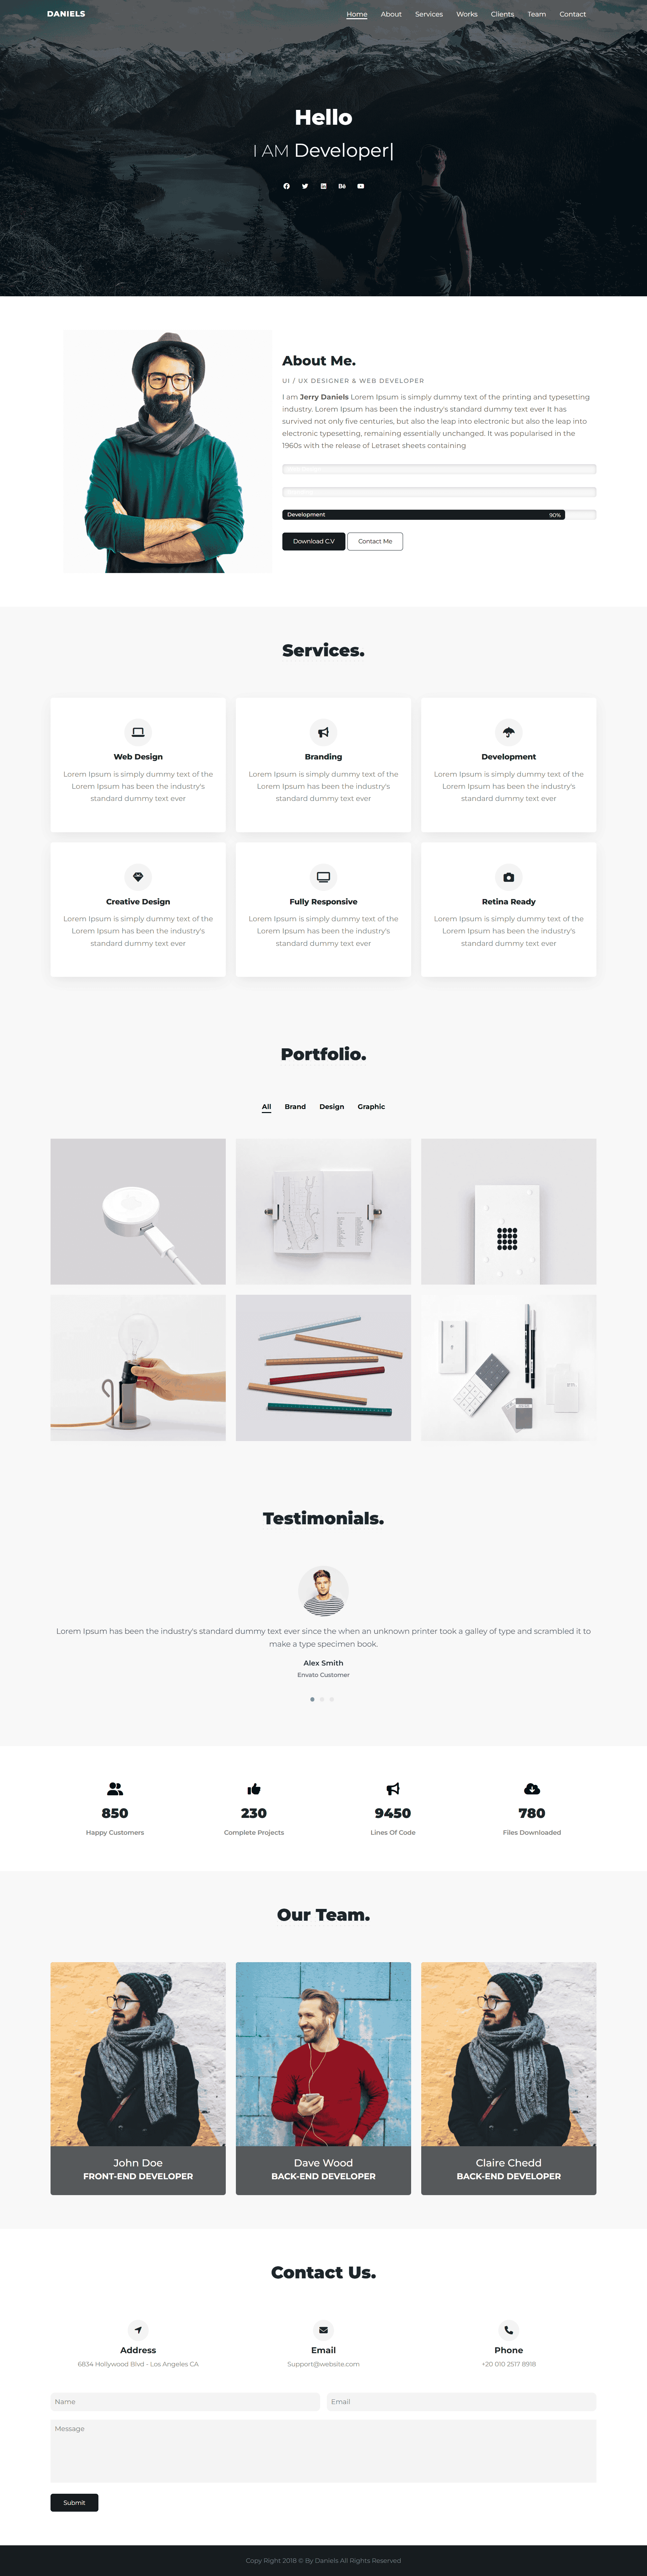 DANIELS
Home About Services Works Clients Team Contact
Hello
I AM Developer|
About Me.
UI / UX DESIGNER & WEB DEVELOPER
I am Jerry Daniels Lorem Ipsum is simply dummy text of the printing and typesetting
industry. Lorem Ipsum has been the industry's standard dummy text ever It has
survived not only five centuries, but also the leap into electronic but also the leap into
electronic typesetting, remaining essentially unchanged. It was popularised in the
1960s with the release of Letraset sheets containing
Development 90%
Download C.V Contact Me
Services.
Web Design
Lorem Ipsum is simply dummy text of the
Lorem Ipsum has been the industry's
standard dummy text ever
Branding
Lorem Ipsum is simply dummy text of the
Lorem Ipsum has been the industry's
standard dummy text ever
Development
Lorem Ipsum is simply dummy text of the
Lorem Ipsum has been the industry's
standard dummy text ever
Creative Design
Lorem Ipsum is simply dummy text of the
Lorem Ipsum has been the industry's
standard dummy text ever
Fully Responsive
Lorem Ipsum is simply dummy text of the
Lorem Ipsum has been the industry's
standard dummy text ever
Retina Ready
Lorem Ipsum is simply dummy text of the
Lorem Ipsum has been the industry's
standard dummy text ever
Portfolio.
All Brand Design Graphic
Testimonials.
Lorem Ipsum has been the industry's standard dummy text ever since the when an unknown printer took a galley of type and scrambled it to
make a type specimen book.
Alex Smith
Envato Customer
850
Happy Customers
230
Complete Projects
9450
Lines Of Code
780
Files Downloaded
Our Team.
John Doe
FRONT-END DEVELOPER
Dave Wood
BACK-END DEVELOPER
Claire Chedd
BACK-END DEVELOPER
Contact Us.
Address
6834 Hollywood Blvd - Los Angeles CA
Email
Support@website.com
Phone
+20 010 2517 8918
Name
Email
Message
Submit
Copy Right 2018 © By Daniels All Rights Reserved